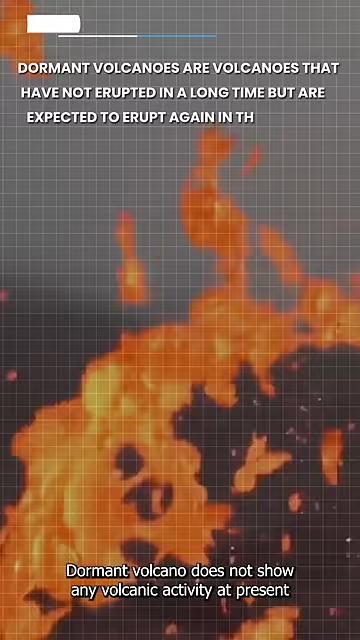 DORMANT VOLCANOES ARE VOLCANOES THAT
HAVE NOT ERUPTED IN A LONG TIME BUT ARE
EXPECTED TO ERUPT AGAIN IN TH
Dormant volcano does not show
any volcanic activity at present